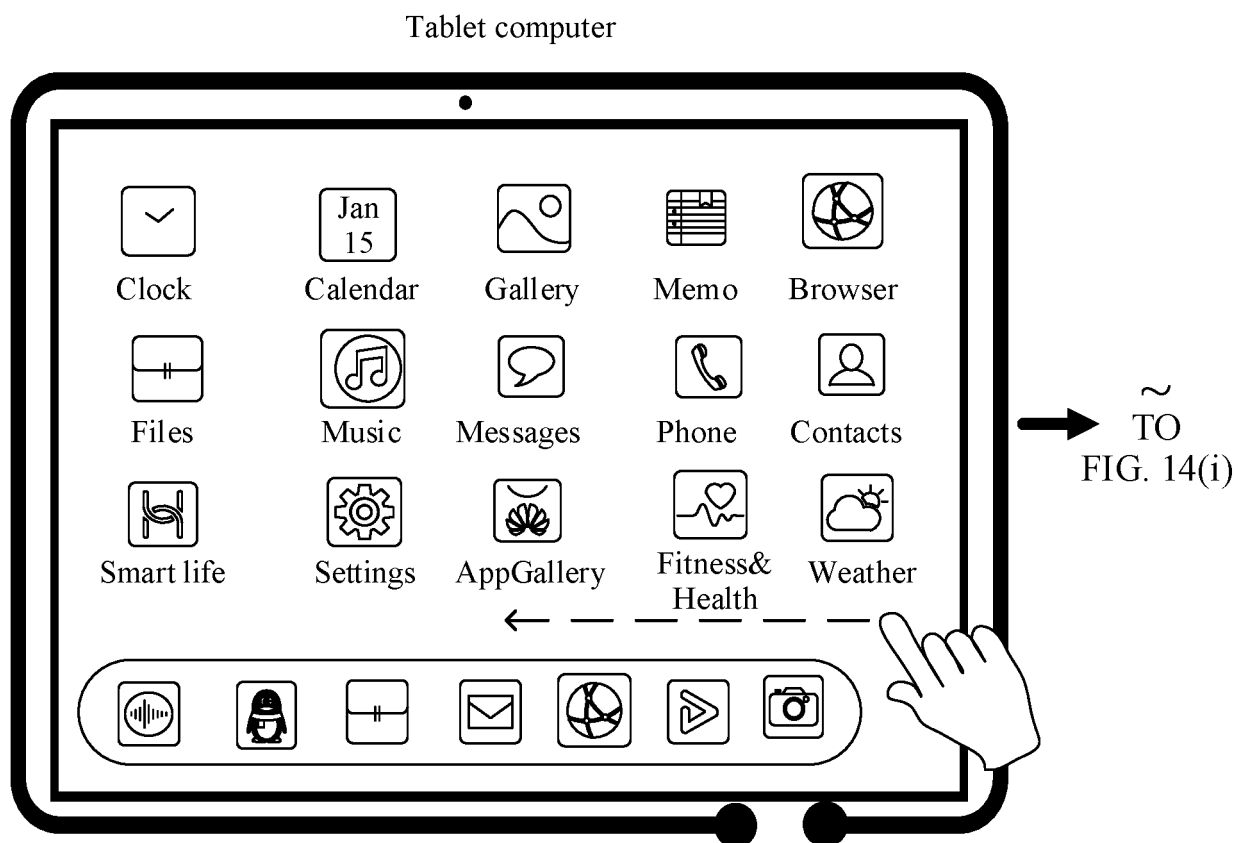 Tablet computer
Jan
15
Clock
Calendar
Gallery
Memo
Browser
Files
Music
Messages
Phone
Contacts
~
TO
FIG. 14(i)
Smart life
Settings
AppGallery
Fitness&
Health
Weather